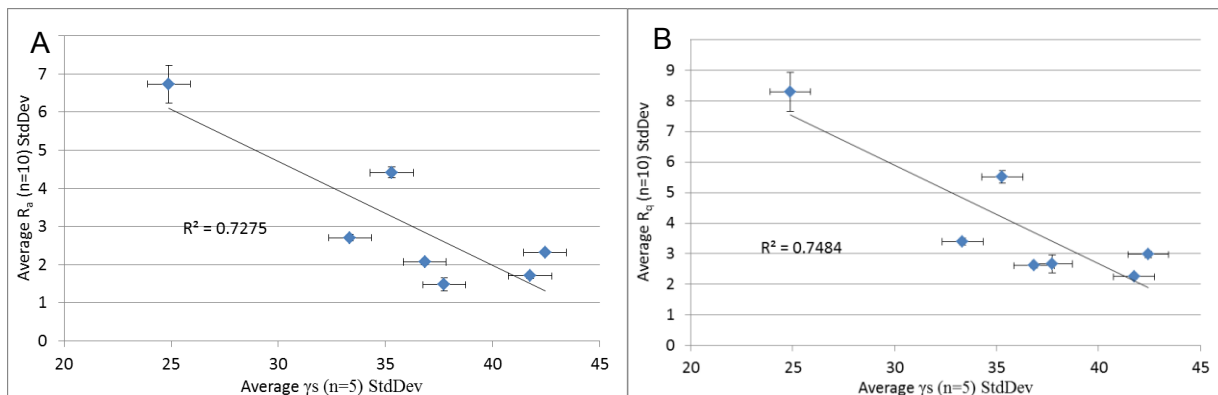 A
8
7
6
5
4
3
2
1
0
Average Ra (n=10) StdDev
R² = 0.7275
20 25 30 35 40 45
Average γs (n=5) StdDev
B
10
9
8
7
6
5
4
3
2
1
0
Average Rq (n=10) StdDev
R² = 0.7484
20 25 30 35 40 45
Average γs (n=5) StdDev